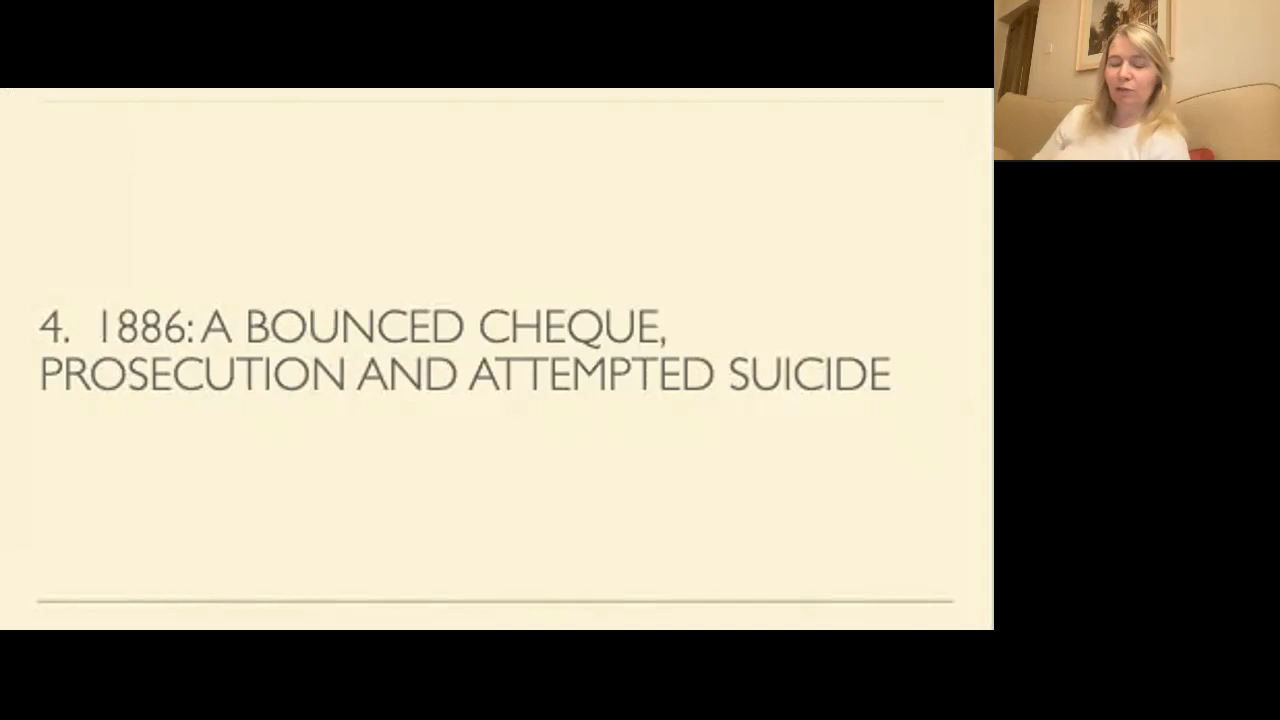 4. 1886: A BOUNCED CHEQUE,
PROSECUTION AND ATTEMPTED SUICIDE